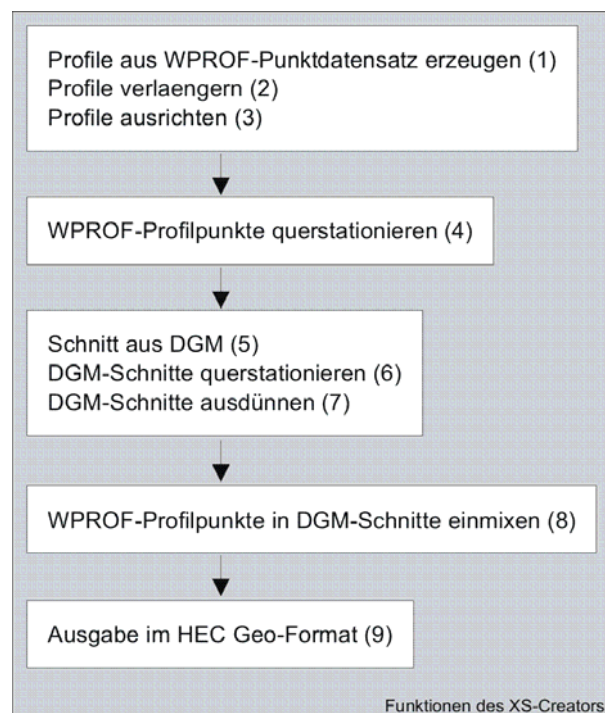 Profile aus WPROF-Punktdatensatz erzeugen (1)
Profile verlaengern (2)
Profile ausrichten (3)
WPROF-Profilpunkte querstationieren (4)
Schnitt aus DGM (5)
DGM-Schnitte querstationieren (6)
DGM-Schnitte ausdünnen (7)
WPROF-Profilpunkte in DGM-Schnitte einmixen (8)
Ausgabe im HEC Geo-Format (9)
Funktionen des XS-Creators